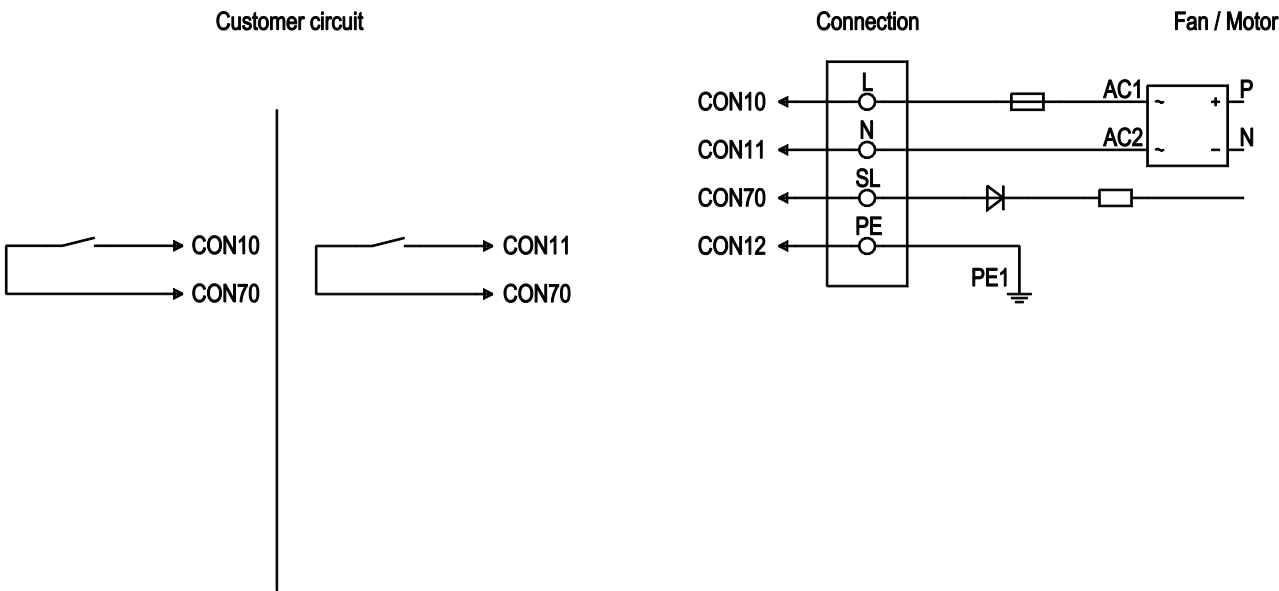 Customer circuit
Connection
Fan / Motor
L
CON10
AC1
~
+
P
N
CON11
AC2
~
–
N
SL
CON70
PE
CON12
PE1
CON10
CON11
CON70
CON70